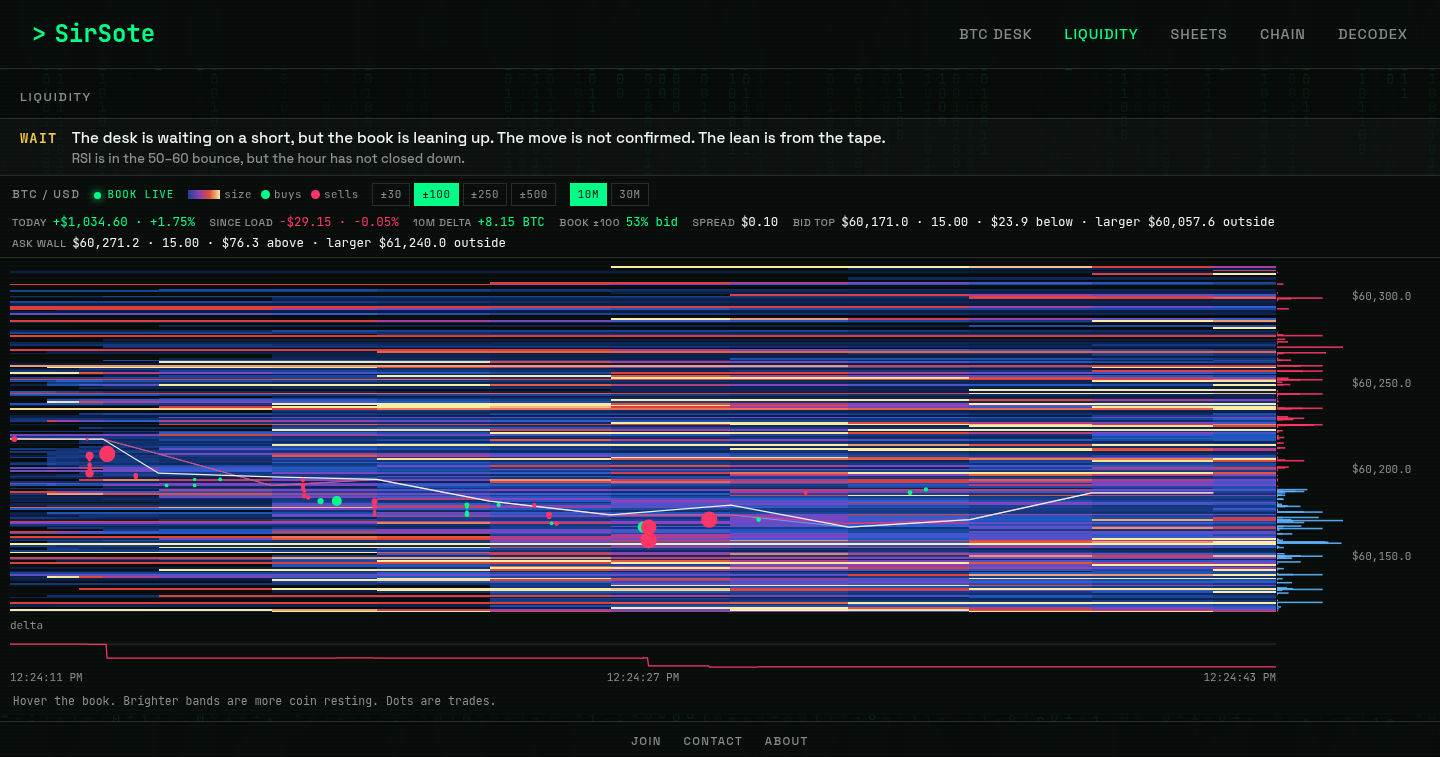 > SirSote
BTC DESK LIQUIDITY SHEETS CHAIN DECODEX
LIQUIDITY
WAIT The desk is waiting on a short, but the book is leaning up. The move is not confirmed. The lean is from the tape.
RSI is in the 50–60 bounce, but the hour has not closed down.
BTC / USD BOOK LIVE size buys sells ±30 ±100 ±250 ±500 10M 30M
TODAY +$1,034.60 · +1.75% SINCE LOAD -$29.15 · -0.05% 10M DELTA +8.15 BTC BOOK ±100 53% bid SPREAD $0.10 BID TOP $60,171.0 · 15.00 · $23.9 below · larger $60,057.6 outside
ASK WALL $60,271.2 · 15.00 · $76.3 above · larger $61,240.0 outside
$60,300.0
$60,250.0
$60,200.0
$60,150.0
delta
12:24:11 PM 12:24:27 PM 12:24:43 PM
Hover the book. Brighter bands are more coin resting. Dots are trades.
JOIN CONTACT ABOUT